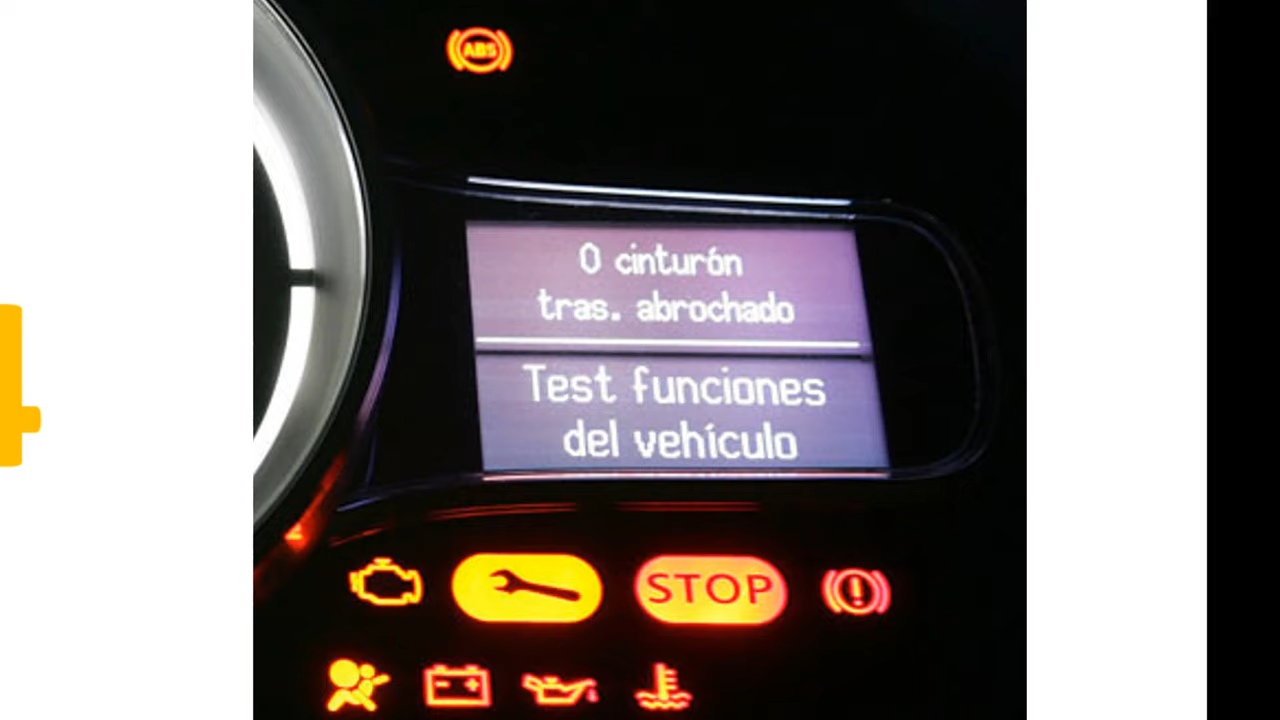 ABS
0 cinturón
tras. abrochado
Test funciones
del vehículo
STOP